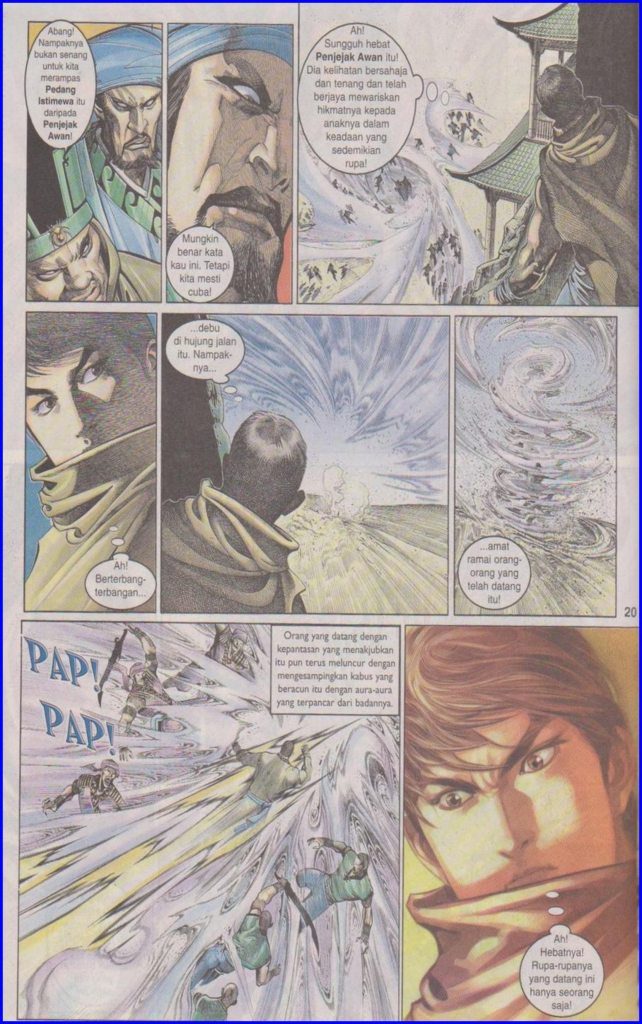 Abang!
Nampaknya
bukan senang
untuk kita
merampas
Pedang
Istimewa itu
daripada
Penjejak
Awan!
Mungkin
benar kata
kau ini. Tetapi
kita mesti
cuba!
Ah!
Sungguh hebat
Penjejak Awan itu!
Dia kelihatan bersahaja
dan tenang dan telah
berjaya mewariskan
hikmatnya kepada
anaknya dalam
keadaan yang
sedemikian
rupa!
Ah!
Berterbang-
terbangan...
...debu
di hujung jalan
itu. Nampak-
nya...
...amat
ramai orang-
orang yang
telah datang
itu!
20
PAP!
PAP!
Orang yang datang dengan
kepantasan yang menakjubkan
itu pun terus meluncur dengan
mengesampingkan kabus yang
beracun itu dengan aura-aura
yang terpancar dari badannya.
Ah!
Hebatnya!
Rupa-rupanya
yang datang ini
hanya seorang
saja!